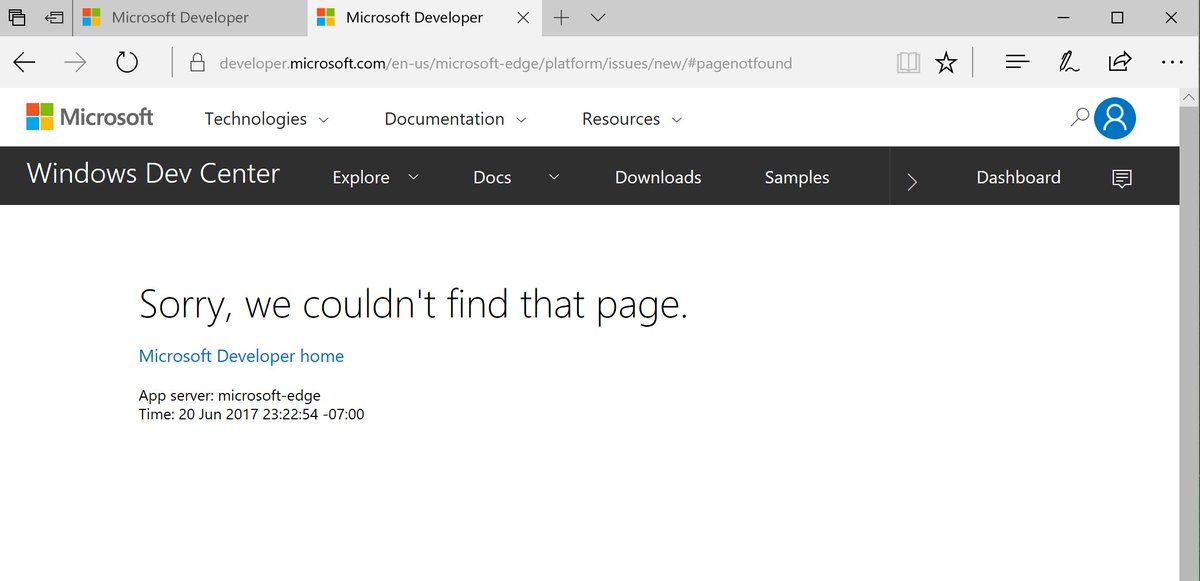 Microsoft Developer
Microsoft Developer
developer.microsoft.com/en-us/microsoft-edge/platform/issues/new/#pagenotfound
Microsoft Technologies Documentation Resources
Windows Dev Center Explore Docs Downloads Samples Dashboard
Sorry, we couldn't find that page.
Microsoft Developer home
App server: microsoft-edge
Time: 20 Jun 2017 23:22:54 -07:00